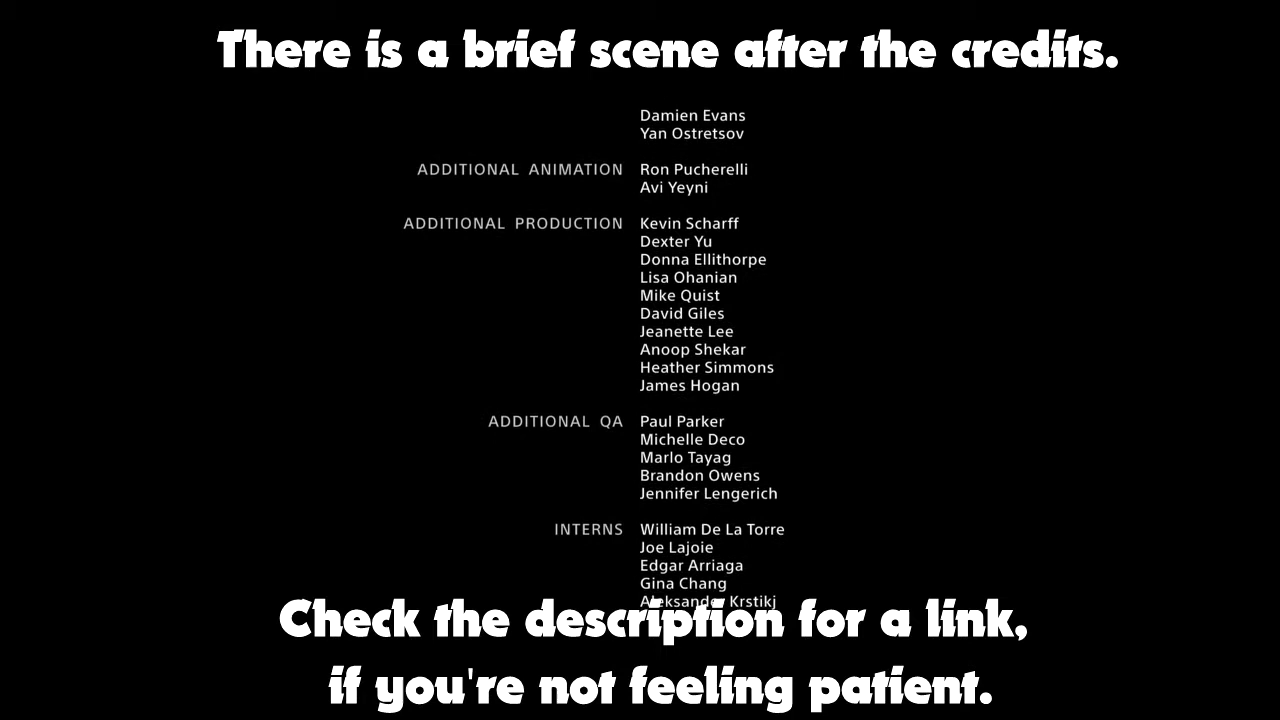 There is a brief scene after the credits.
Damien Evans
Yan Ostretsov
ADDITIONAL ANIMATION Ron Pucherelli
Avi Yeyni
ADDITIONAL PRODUCTION Kevin Scharff
Dexter Yu
Donna Ellithorpe
Lisa Ohanian
Mike Quist
David Giles
Jeanette Lee
Anoop Shekar
Heather Simmons
James Hogan
ADDITIONAL QA Paul Parker
Michelle Deco
Marlo Tayag
Brandon Owens
Jennifer Lengerich
INTERNS William De La Torre
Joe Lajoie
Edgar Arriaga
Gina Chang
Aleksandar Krstikj
Check the description for a link,
if you're not feeling patient.